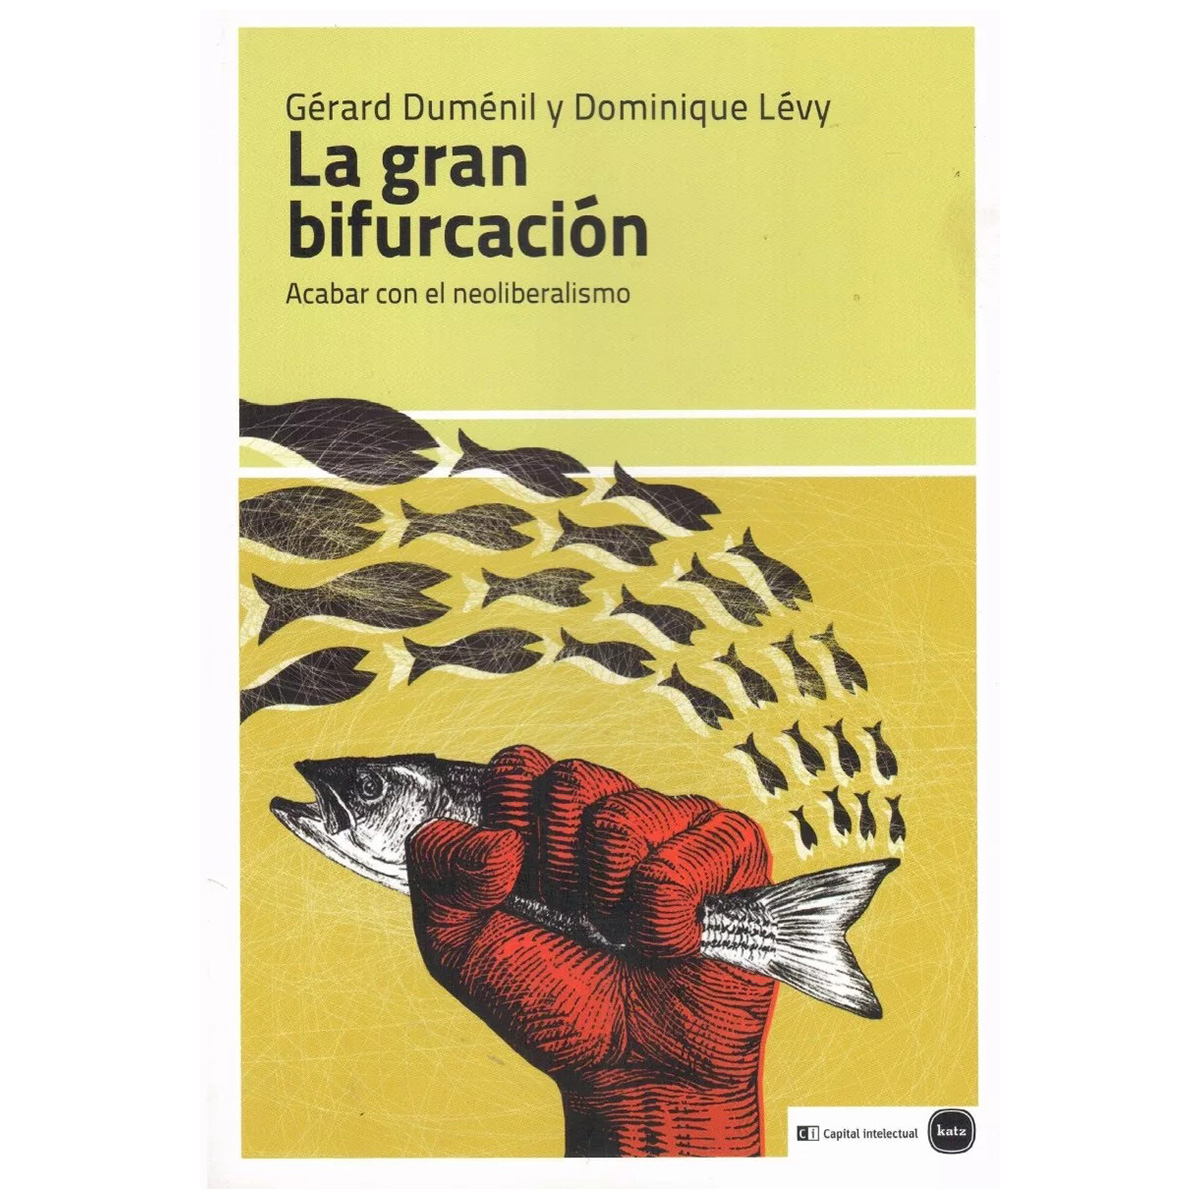 Gérard Duménil y Dominique Lévy
La gran
bifurcación
Acabar con el neoliberalismo
ci Capital intelectual
katz